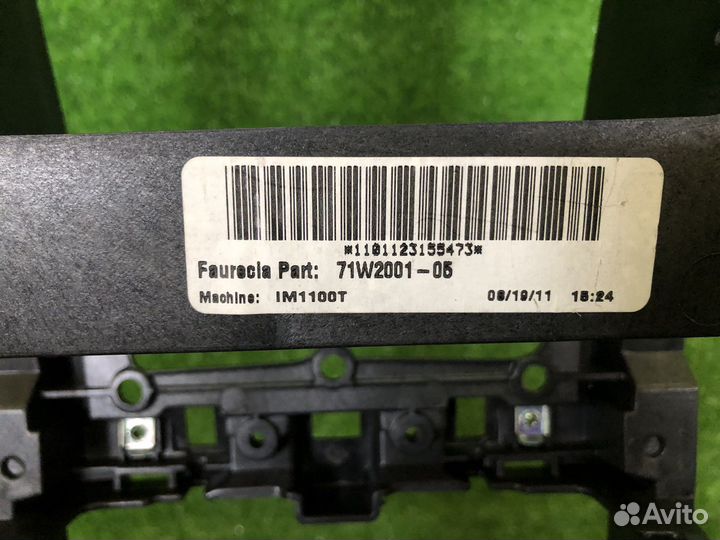 *1101123155473*
Faurecia Part: 71W2001-05
Machine: IM1100T 08/19/11 15:24
Avito